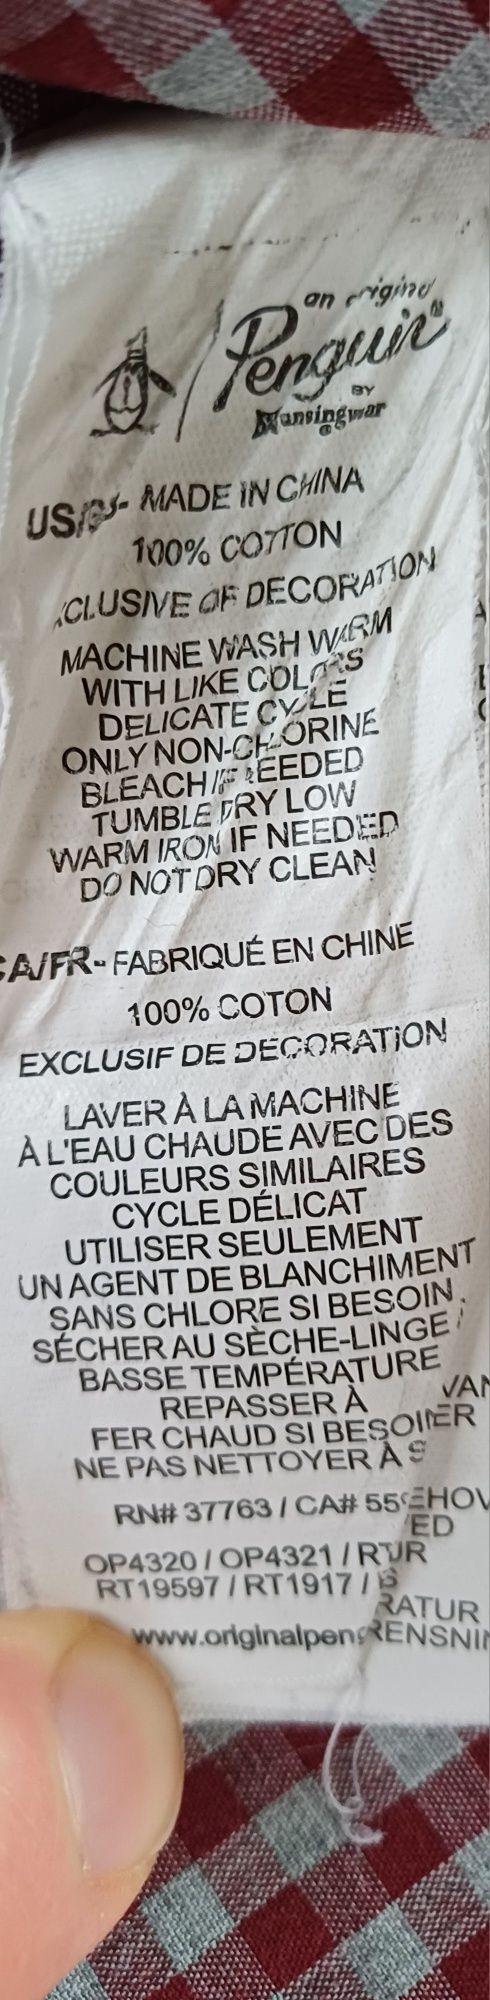 an original
Penguin
BY
Munsingwear
US/GB- MADE IN CHINA
100% COTTON
XCLUSIVE OF DECORATION
MACHINE WASH WARM
WITH LIKE COLORS
DELICATE CYCLE
ONLY NON-CHLORINE
BLEACH IF NEEDED
TUMBLE DRY LOW
WARM IRON IF NEEDED
DO NOT DRY CLEAN
CA/FR- FABRIQUÉ EN CHINE
100% COTON
EXCLUSIF DE DECORATION
LAVER À LA MACHINE
À L'EAU CHAUDE AVEC DES
COULEURS SIMILAIRES
CYCLE DÉLICAT
UTILISER SEULEMENT
UN AGENT DE BLANCHIMENT
SANS CHLORE SI BESOIN.
SÉCHER AU SÈCHE-LINGE
BASSE TEMPÉRATURE
REPASSER À
FER CHAUD SI BESOIN
NE PAS NETTOYER À S
RN# 37763 / CA# 55
OP4320 / OP4321 /
RT19597 / RT1917 /
www.originalpen